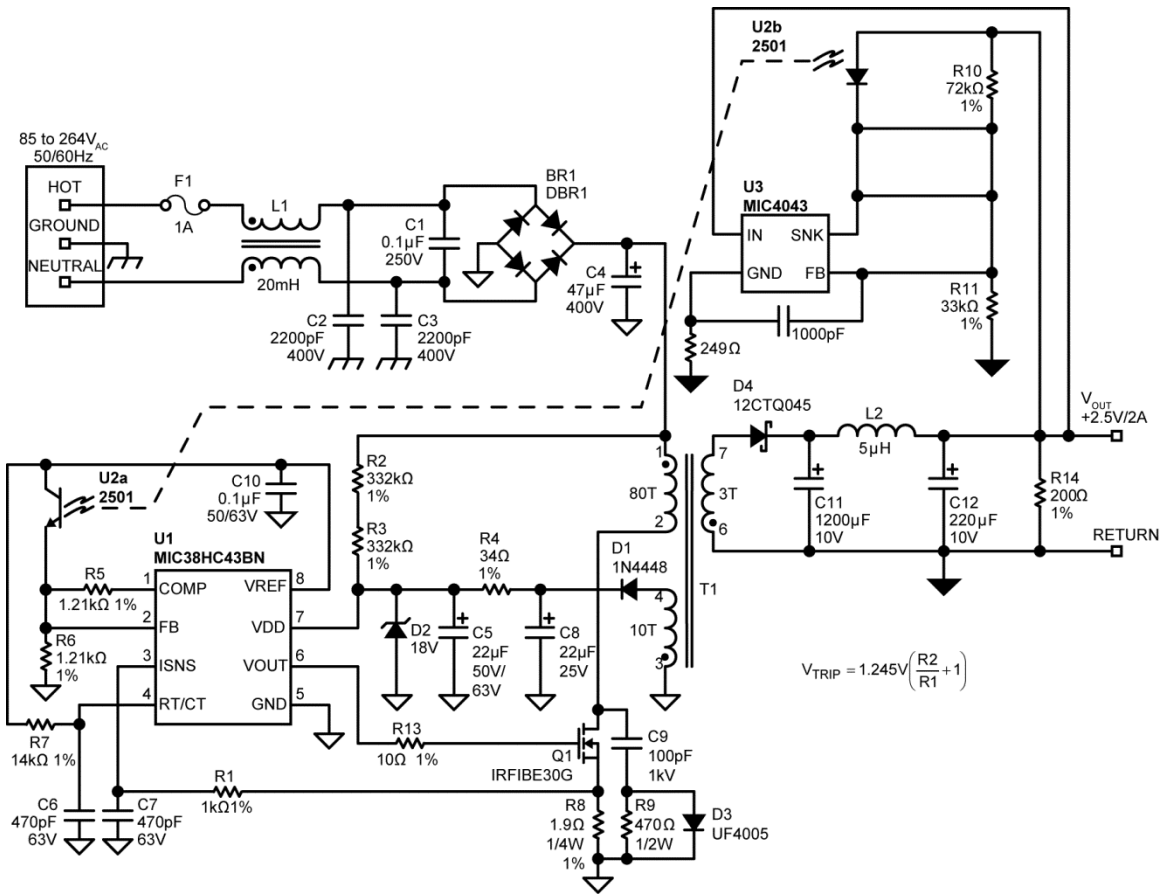 U2b
2501
R10
72kΩ
1%
85 to 264VAC
50/60Hz
HOT
GROUND
NEUTRAL
F1
1A
L1
20mH
C1
0.1µF
250V
BR1
DBR1
C4
47µF
400V
C2
2200pF
400V
C3
2200pF
400V
U3
MIC4043
IN
SNK
GND
FB
R11
33kΩ
1%
1000pF
249Ω
D4
12CTQ045
L2
5µH
VOUT
+2.5V/2A
U2a
2501
C10
0.1µF
50/63V
R2
332kΩ
1%
R3
332kΩ
1%
1
80T
2
7
3T
6
C11
1200µF
10V
C12
220µF
10V
R14
200Ω
1%
RETURN
U1
MIC38HC43BN
R5
1.21kΩ 1%
1
COMP
VREF
8
2
FB
VDD
7
3
ISNS
VOUT
6
4
RT/CT
GND
5
R6
1.21kΩ
1%
R4
34Ω
1%
D1
1N4448
4
10T
3
T1
D2
18V
C5
22µF
50V/
63V
C8
22µF
25V
VTRIP = 1.245V(R2/R1 + 1)
R7
14kΩ 1%
R13
10Ω 1%
Q1
IRFIBE30G
C9
100pF
1kV
C6
470pF
63V
C7
470pF
63V
R1
1kΩ1%
R8
1.9Ω
1/4W
1%
R9
470Ω
1/2W
D3
UF4005